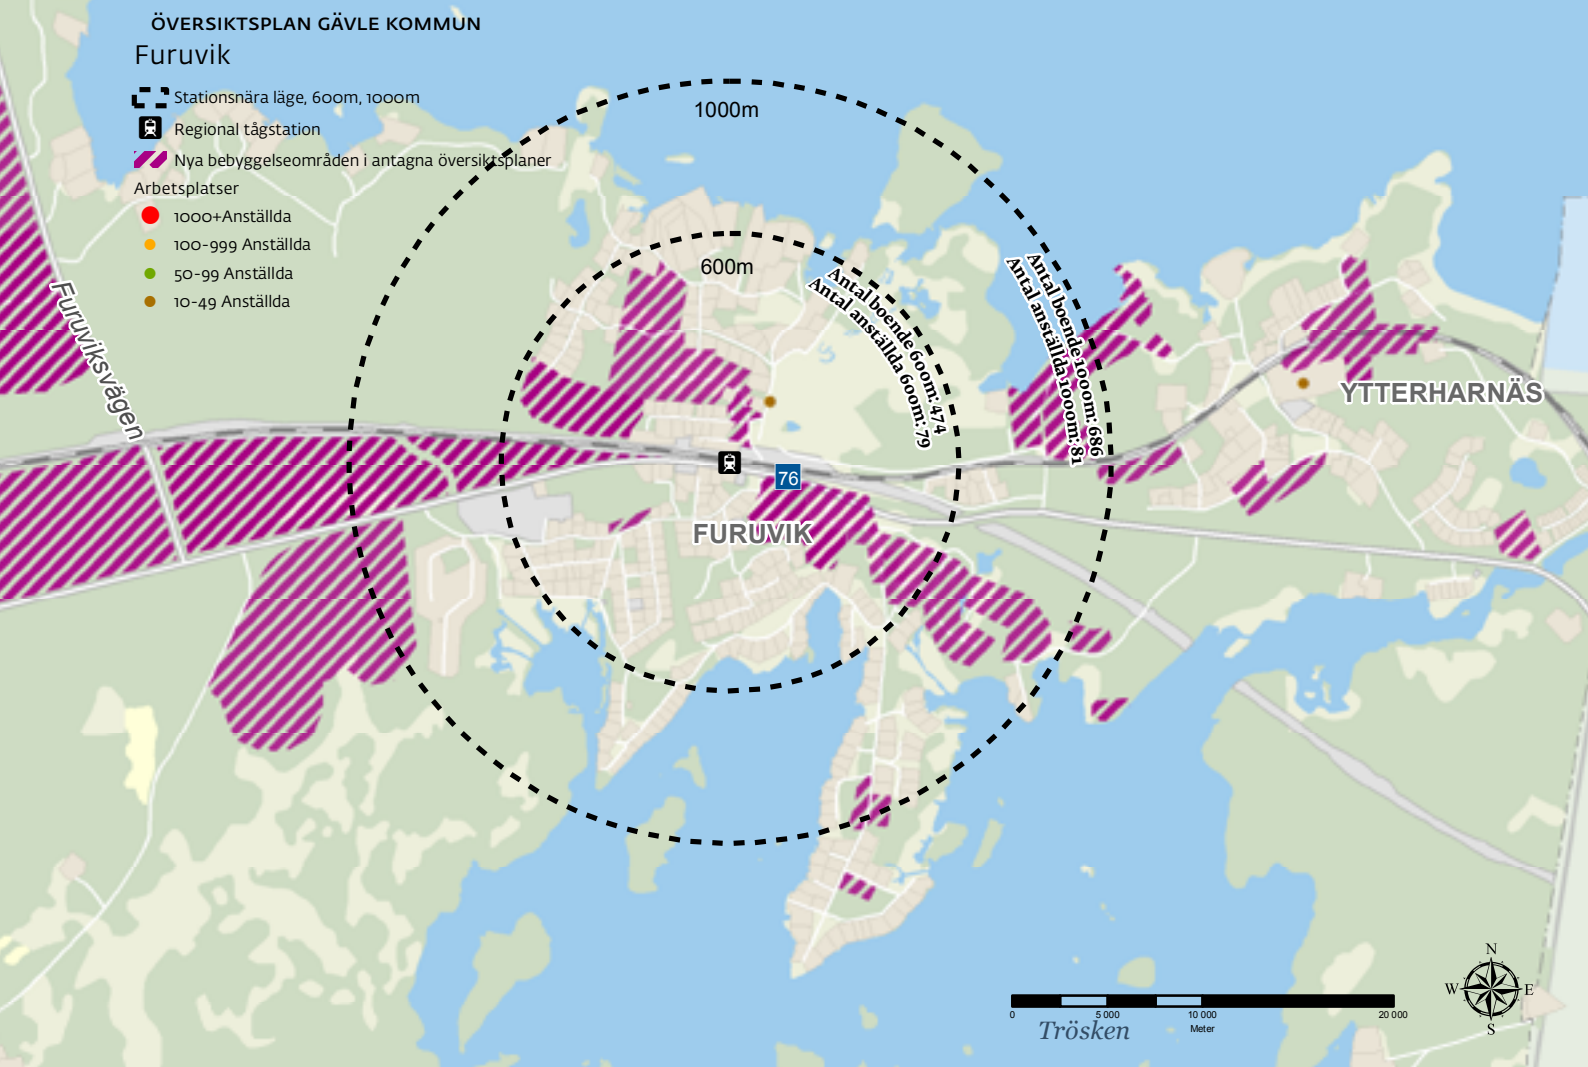 ÖVERSIKTSPLAN GÄVLE KOMMUN
Furuvik
Stationsnära läge, 600m, 1000m
Regional tågstation
Nya bebyggelseområden i antagna översiktsplaner
Arbetsplatser
1000+Anställda
100-999 Anställda
50-99 Anställda
10-49 Anställda
1000m
600m
Antal boende 600m: 474
Antal anställda 600m: 79
Antal boende 1000m: 686
Antal anställda 1000m: 81
Furuviksvägen
YTTERHARNÄS
76
FURUVIK
N
W E
S
0 5 000 10 000 20 000
Meter
Trösken